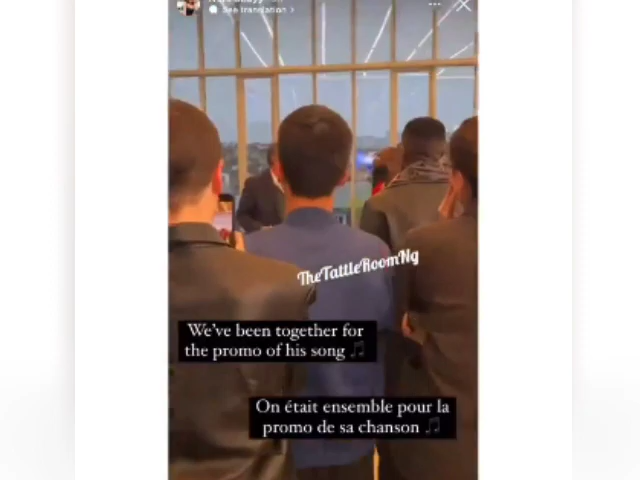 See translation >
TheTattleRoomNg
We've been together for
the promo of his song 🎵
On était ensemble pour la
promo de sa chanson 🎵